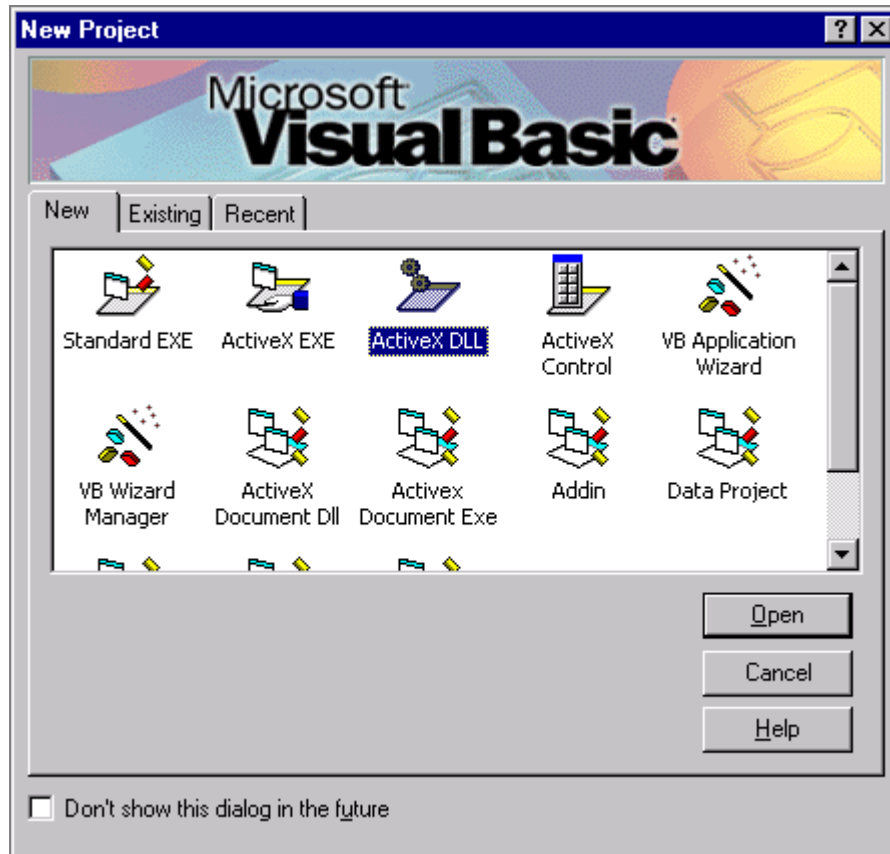 New Project
Microsoft
Visual Basic
New Existing Recent
Standard EXE ActiveX EXE ActiveX DLL ActiveX Control VB Application Wizard
VB Wizard Manager ActiveX Document Dll Activex Document Exe Addin Data Project
Open
Cancel
Help
Don't show this dialog in the future